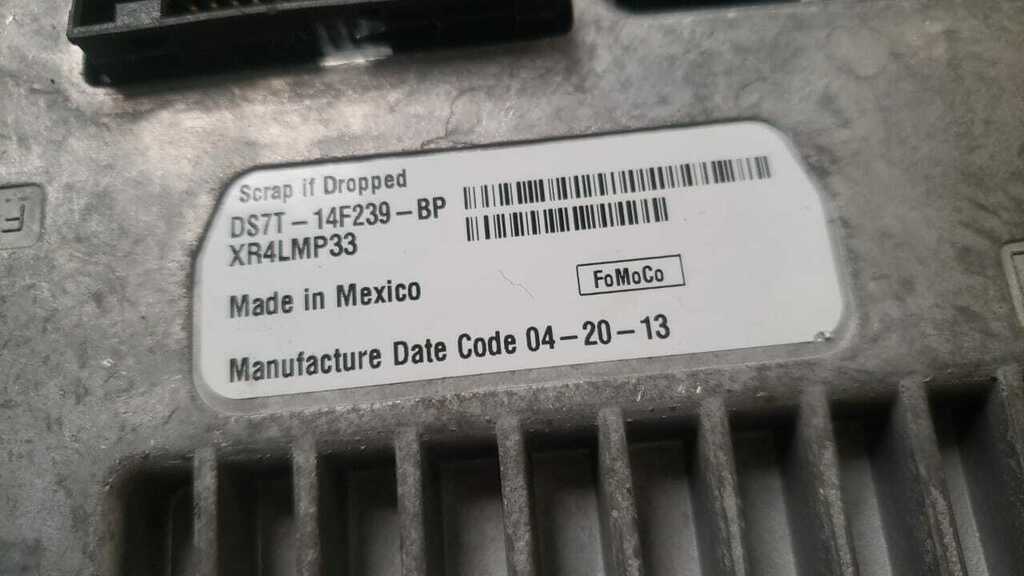 Scrap if Dropped
DS7T-14F239-BP
XR4LMP33
Made in Mexico
FoMoCo
Manufacture Date Code 04-20-13